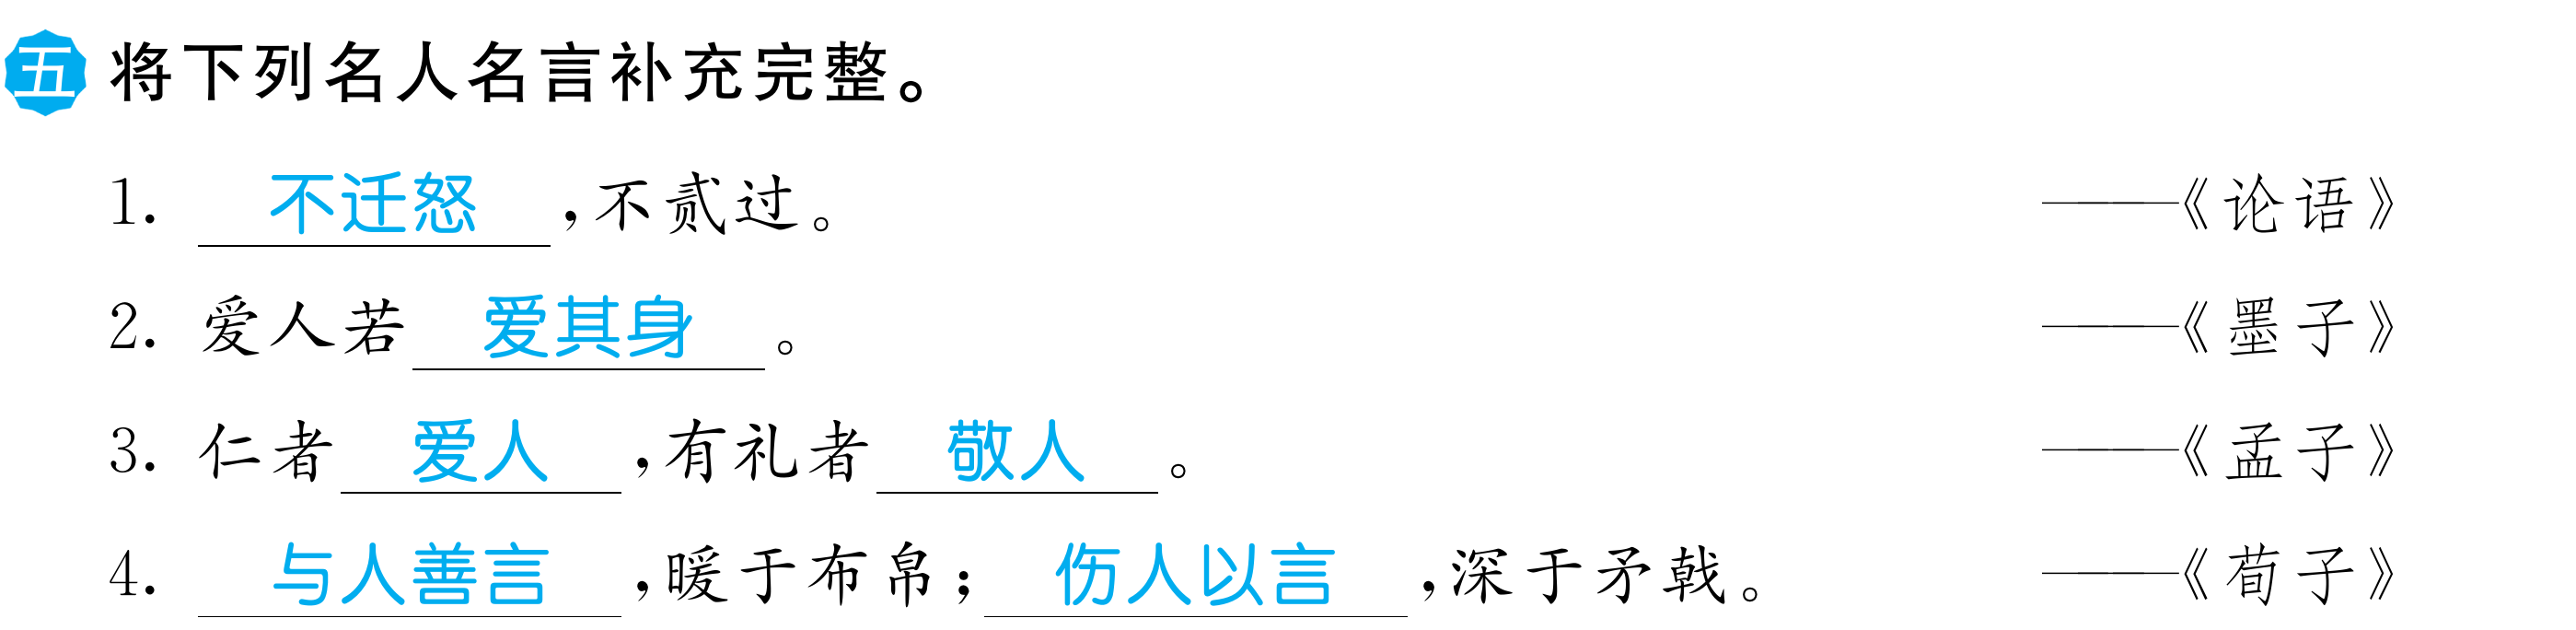 五 将下列名人名言补充完整。
1. 不迁怒,不贰过。 ——《论语》
2. 爱人若爱其身。 ——《墨子》
3. 仁者爱人,有礼者敬人。 ——《孟子》
4. 与人善言,暖于布帛;伤人以言,深于矛戟。 ——《荀子》